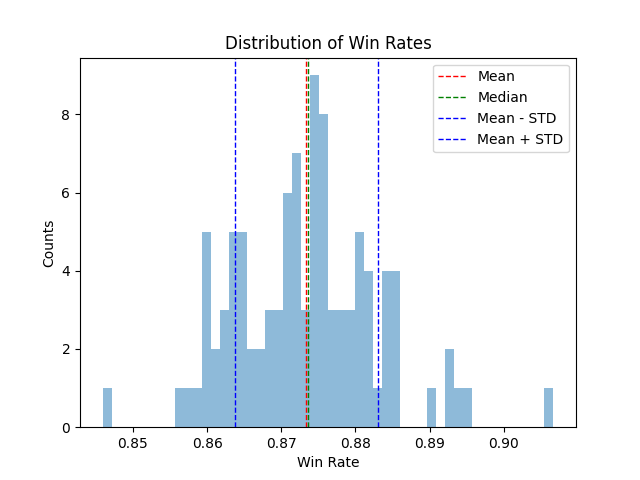 Distribution of Win Rates
Mean
Median
Mean - STD
Mean + STD
Counts
8
6
4
2
0
0.85 0.86 0.87 0.88 0.89 0.90
Win Rate